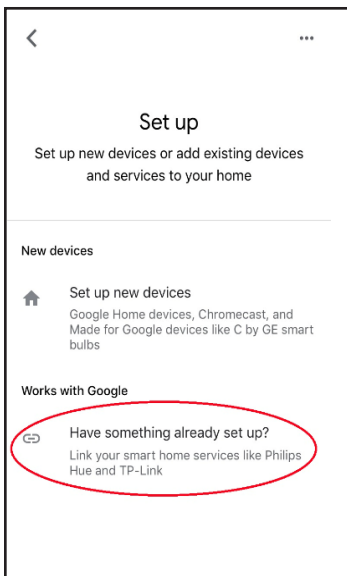 Set up
Set up new devices or add existing devices
and services to your home
New devices
Set up new devices
Google Home devices, Chromecast, and
Made for Google devices like C by GE smart
bulbs
Works with Google
Have something already set up?
Link your smart home services like Philips
Hue and TP-Link